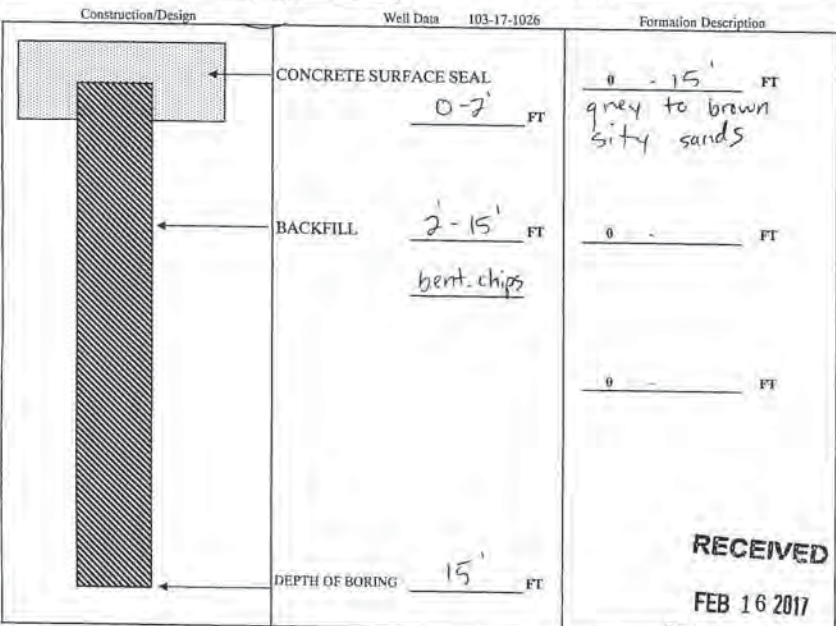 Construction/Design
Well Data 103-17-1026
Formation Description
CONCRETE SURFACE SEAL
0-2' FT
BACKFILL 2'-15' FT
bent. chips
DEPTH OF BORING 15' FT
0 - 15' FT
grey to brown
sity sands
0 - FT
0 - FT
RECEIVED
FEB 16 2017